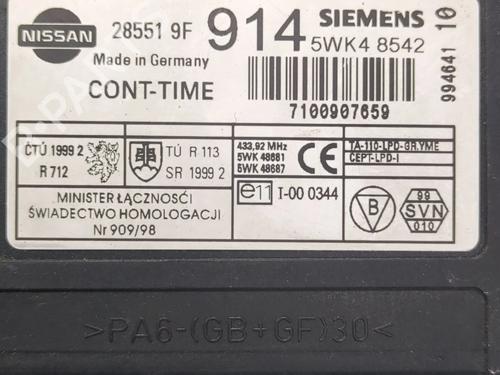 NISSAN 28551 9F 914 SIEMENS
5WK4 8542
Made in Germany
CONT-TIME
7100907659
994641 10
ČTÚ 1999 2
R 712
TÚ R 113
SR 1999 2
433,92 MHz
5WK 48681
5WK 48687
CE
TA-110-LPD-GR.YME
CEPT-LPD-I
MINISTER ŁĄCZNOŚCI
ŚWIADECTWO HOMOLOGACJI
Nr 909/98
e11 I-00 0344
B
99
SVN
010
>PA6-(GB+GF)30<
B-PARTS